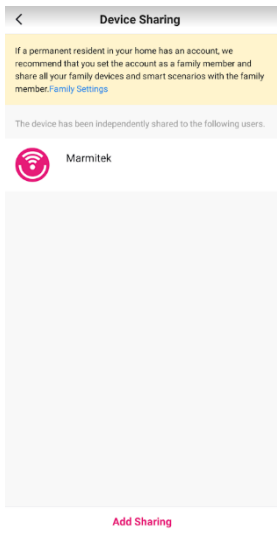 Device Sharing
If a permanent resident in your home has an account, we
recommend that you set the account as a family member and
share all your family devices and smart scenarios with the family
member.Family Settings
The device has been independently shared to the following users.
Marmitek
Add Sharing